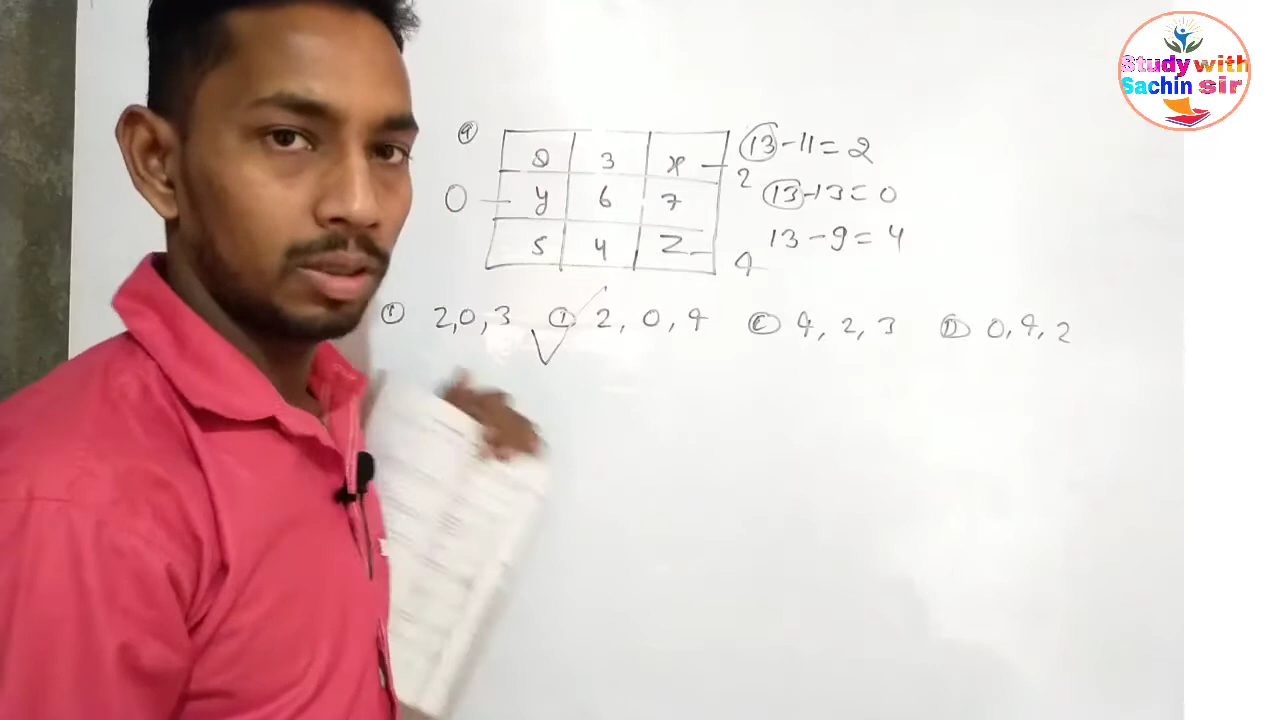 Study with
Sachin sir
9 8 3 x 13-11=2
2
0 y 6 7 13-13=0
5 4 Z 13-9=4
4
2,0,3 2, 0, 4 C 4, 2, 3 D 0, 4, 2